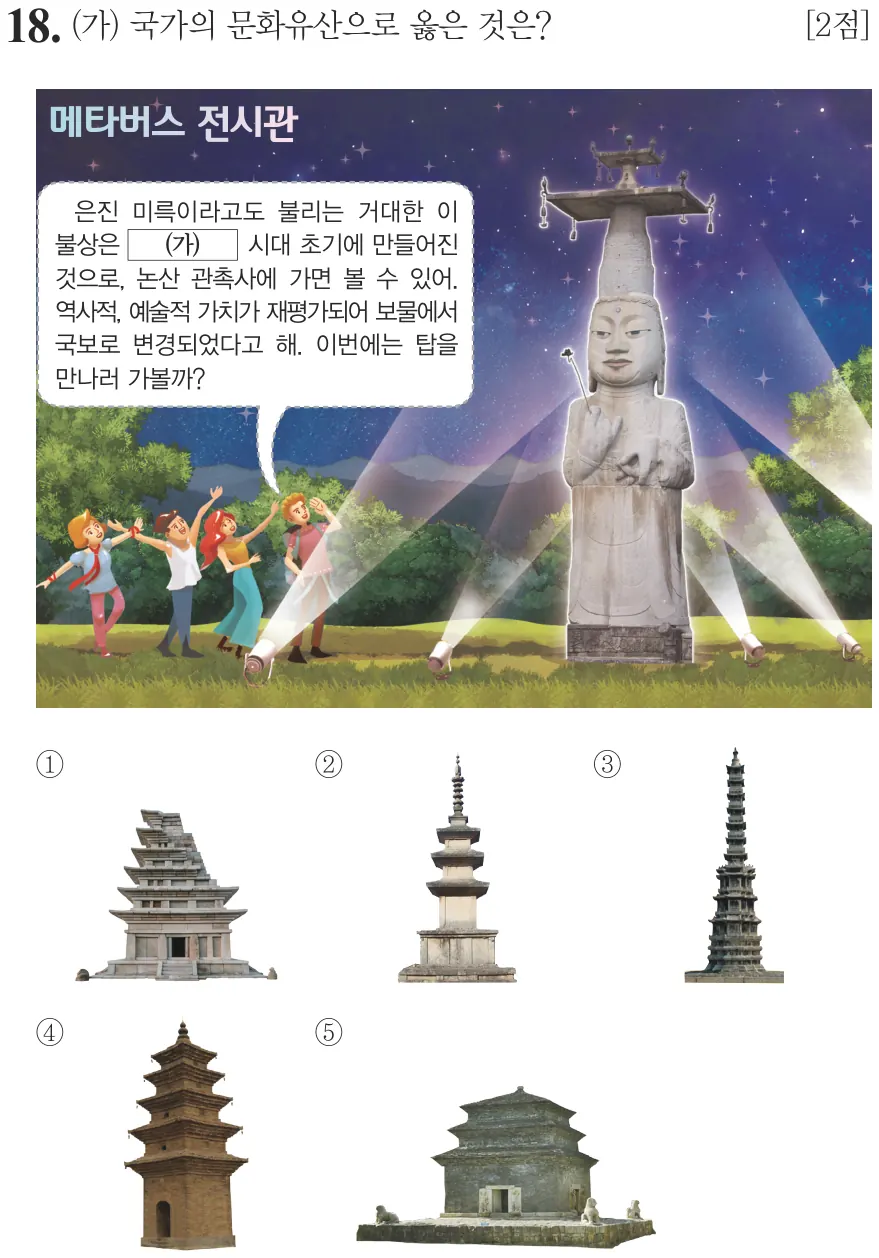 18. (가) 국가의 문화유산으로 옳은 것은? [2점]
메타버스 전시관
은진 미륵이라고도 불리는 거대한 이
불상은 (가) 시대 초기에 만들어진
것으로, 논산 관촉사에 가면 볼 수 있어.
역사적, 예술적 가치가 재평가되어 보물에서
국보로 변경되었다고 해. 이번에는 탑을
만나러 가볼까?
① ② ③
④ ⑤